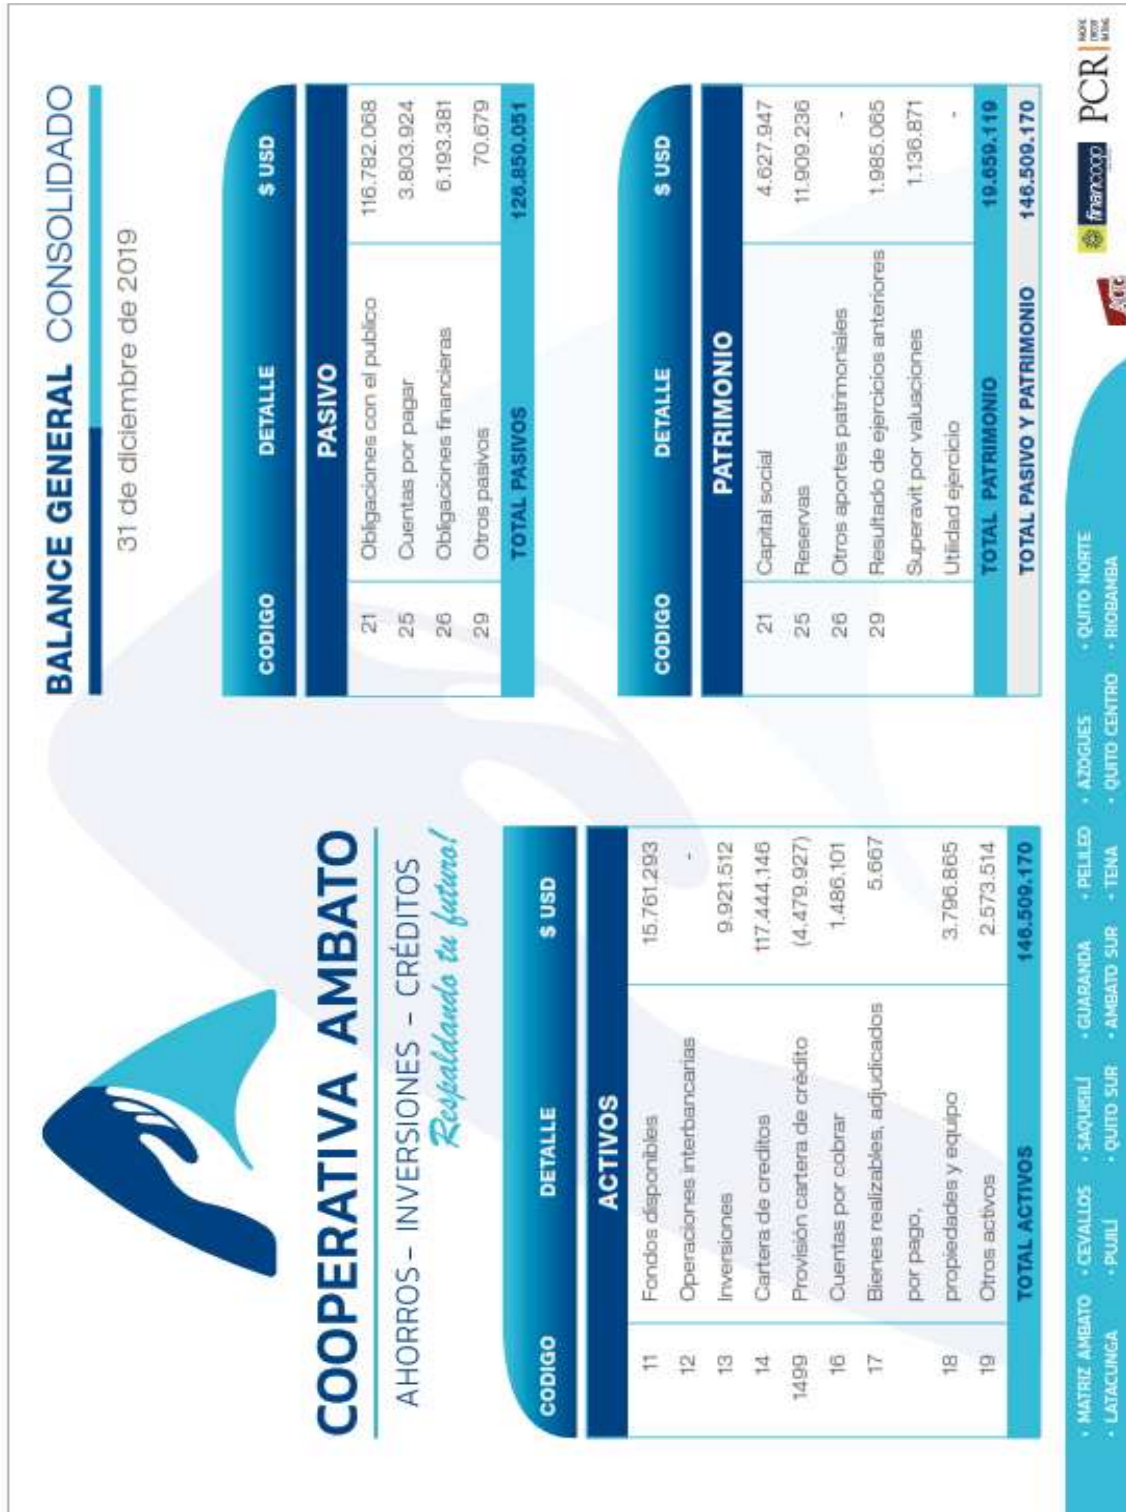 COOPERATIVA AMBATO
AHORROS – INVERSIONES – CRÉDITOS
Respaldando tu futuro!
CODIGO DETALLE $ USD
ACTIVOS
11 Fondos disponibles 15.761.293
12 Operaciones interbancarias -
13 Inversiones 9.921.512
14 Cartera de creditos 117.444.146
1499 Provisión cartera de crédito (4.479.927)
16 Cuentas por cobrar 1.486.101
17 Bienes realizables, adjudicados 5.667
por pago,
18 propiedades y equipo 3.796.865
19 Otros activos 2.573.514
TOTAL ACTIVOS 146.509.170
BALANCE GENERAL CONSOLIDADO
31 de diciembre de 2019
CODIGO DETALLE $ USD
PASIVO
21 Obligaciones con el publico 116.782.068
25 Cuentas por pagar 3.803.924
26 Obligaciones financieras 6.193.381
29 Otros pasivos 70.679
TOTAL PASIVOS 126.850.051
CODIGO DETALLE $ USD
PATRIMONIO
21 Capital social 4.627.947
25 Reservas 11.909.236
26 Otros aportes patrimoniales -
29 Resultado de ejercicios anteriores 1.985.065
Superavit por valuaciones 1.136.871
Utilidad ejercicio -
TOTAL PATRIMONIO 19.659.119
TOTAL PASIVO Y PATRIMONIO 146.509.170
• MATRIZ AMBATO • CEVALLOS • SAQUISILÍ • GUARANDA • PELILEO • AZOGUES • QUITO NORTE
• LATACUNGA • PUJILÍ • QUITO SUR • AMBATO SUR • TENA • QUITO CENTRO • RIOBAMBA
financoop PCR